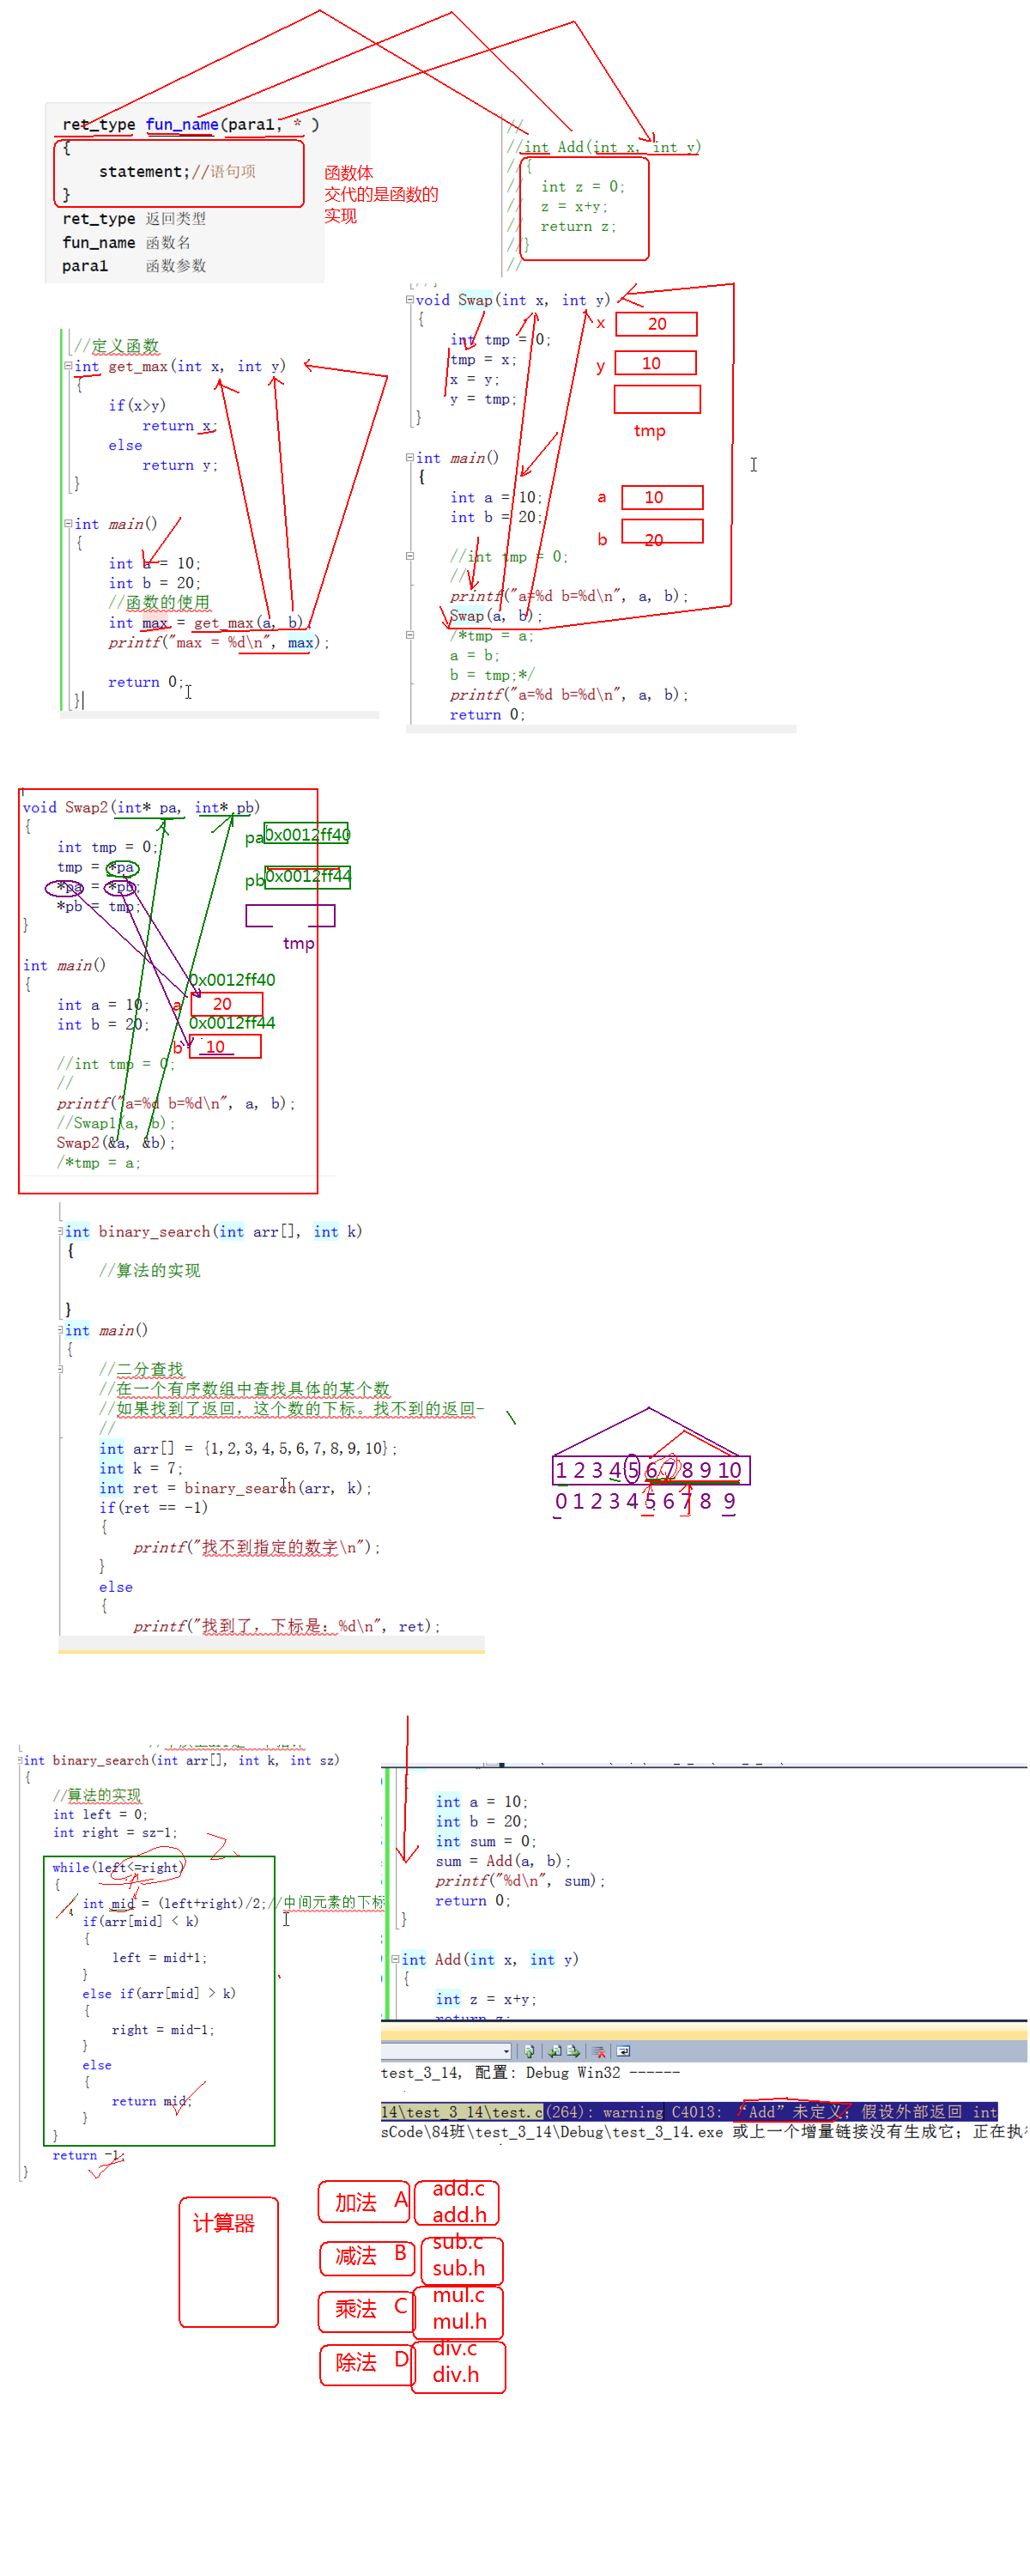 ret_type fun_name(para1, * )
{
statement;//语句项
}
ret_type 返回类型
fun_name 函数名
para1 函数参数
函数体
交代的是函数的
实现
//
//int Add(int x, int y)
//{
// int z = 0;
// z = x+y;
// return z;
//}
//
//定义函数
int get_max(int x, int y)
{
if(x>y)
return x;
else
return y;
}
int main()
{
int a = 10;
int b = 20;
//函数的使用
int max = get_max(a, b);
printf("max = %d\n", max);
return 0;
}
void Swap(int x, int y)
{
int tmp = 0;
tmp = x;
x = y;
y = tmp;
}
x 20
y 10
tmp
int main()
{
int a = 10;
int b = 20;
a 10
b 20
//int tmp = 0;
//
printf("a=%d b=%d\n", a, b);
Swap(a, b);
/*tmp = a;
a = b;
b = tmp;*/
printf("a=%d b=%d\n", a, b);
return 0;
void Swap2(int* pa, int* pb)
{
int tmp = 0;
tmp = *pa
*pa = *pb;
*pb = tmp;
}
pa 0x0012ff40
pb 0x0012ff44
tmp
int main()
{
int a = 10;
int b = 20;
0x0012ff40
a 20
0x0012ff44
b 10
//int tmp = 0;
//
printf("a=%d b=%d\n", a, b);
//Swap1(a, b);
Swap2(&a, &b);
/*tmp = a;
int binary_search(int arr[], int k)
{
//算法的实现
}
int main()
{
//二分查找
//在一个有序数组中查找具体的某个数
//如果找到了返回，这个数的下标。找不到的返回-
//
int arr[] = {1,2,3,4,5,6,7,8,9,10};
int k = 7;
int ret = binary_search(arr, k);
if(ret == -1)
{
printf("找不到指定的数字\n");
}
else
{
printf("找到了，下标是：%d\n", ret);
1 2 3 4 5 6 7 8 9 10
0 1 2 3 4 5 6 7 8 9
int binary_search(int arr[], int k, int sz)
{
//算法的实现
int left = 0;
int right = sz-1;
while(left<=right)
{
int mid = (left+right)/2;//中间元素的下标
if(arr[mid] < k)
{
left = mid+1;
}
else if(arr[mid] > k)
{
right = mid-1;
}
else
{
return mid;
}
}
return -1;
}
int a = 10;
int b = 20;
int sum = 0;
sum = Add(a, b);
printf("%d\n", sum);
return 0;
}
int Add(int x, int y)
{
int z = x+y;
return z;
test_3_14, 配置: Debug Win32 ------
14\test_3_14\test.c(264): warning C4013: “Add”未定义；假设外部返回 int
sCode\84班\test_3_14\Debug\test_3_14.exe 或上一个增量链接没有生成它；正在执
计算器
加法 A add.c
add.h
减法 B sub.c
sub.h
乘法 C mul.c
mul.h
除法 D div.c
div.h